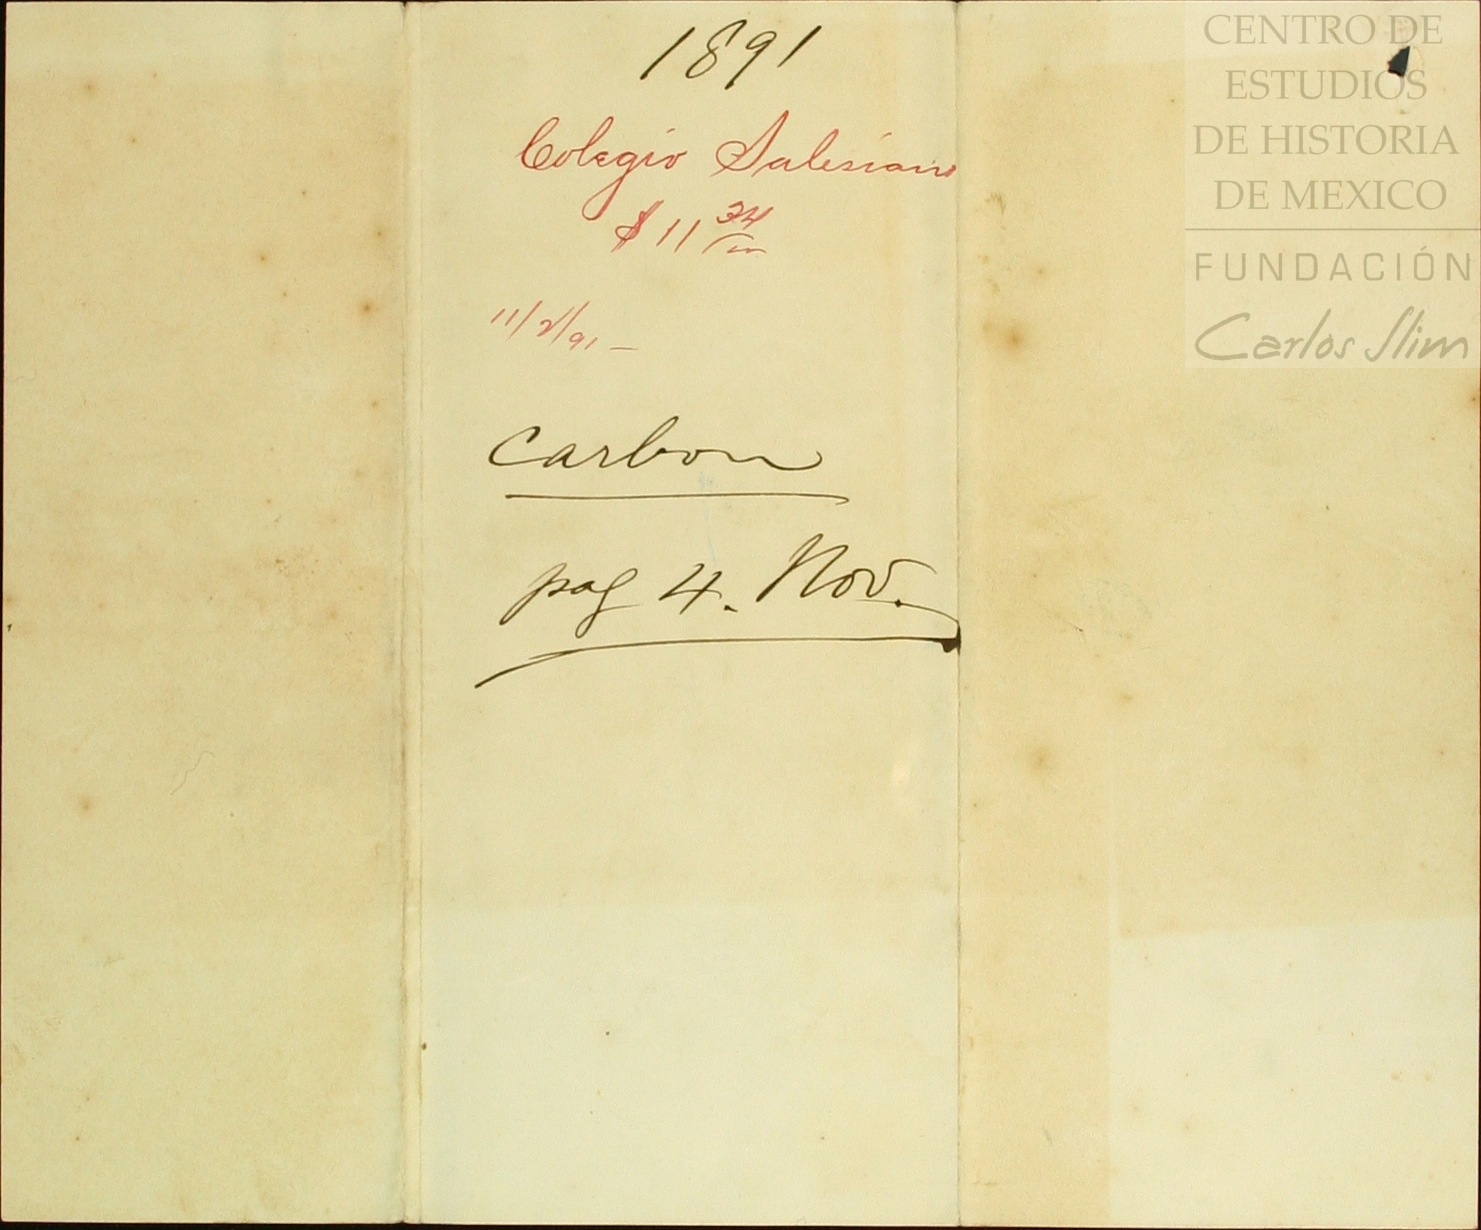 1891
Colegio Salesiano
$ 11 34/100
11/2/91 -
Carbon
pag 4. Nov.
CENTRO DE
ESTUDIOS
DE HISTORIA
DE MEXICO
FUNDACIÓN
Carlos Slim